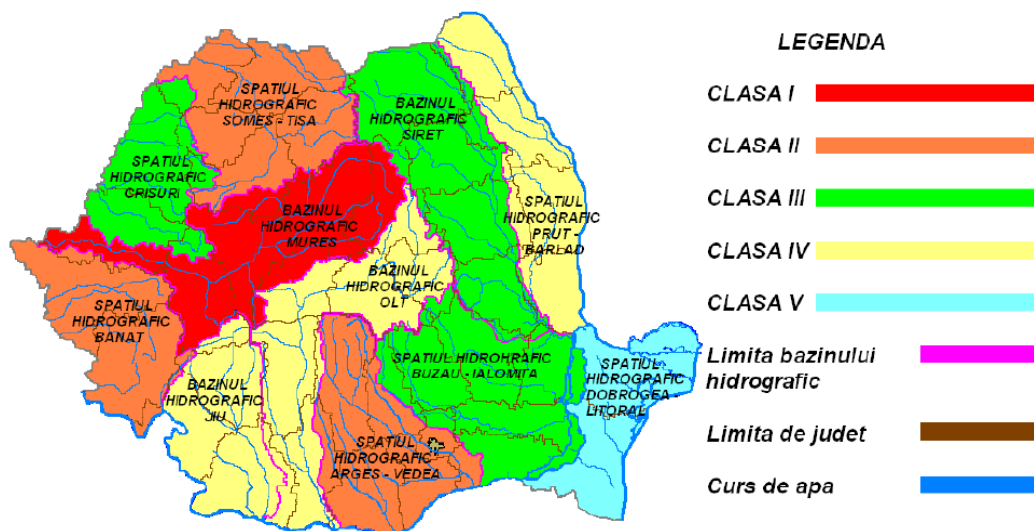 LEGENDA
CLASA I
CLASA II
CLASA III
CLASA IV
CLASA V
Limita bazinului
hidrografic
Limita de judet
Curs de apa
SPATIUL
HIDROGRAFIC
SOMES - TISA
BAZINUL
HIDROGRAFIC
SIRET
SPATIUL
HIDROGRAFIC
CRISURI
SPATIUL
HIDROGRAFIC
PRUT -
BARLAD
BAZINUL
HIDROGRAFIC
MURES
BAZINUL
HIDROGRAFIC
OLT
SPATIUL
HIDROGRAFIC
BANAT
SPATIUL HIDROHRAFIC
BUZAU - IALOMITA
SPATIUL
HIDROGRAFIC
DOBROGEA -
LITORAL
BAZINUL
HIDROGRAFIC
JIU
SPATIUL
HIDROGRAFIC
ARGES - VEDEA